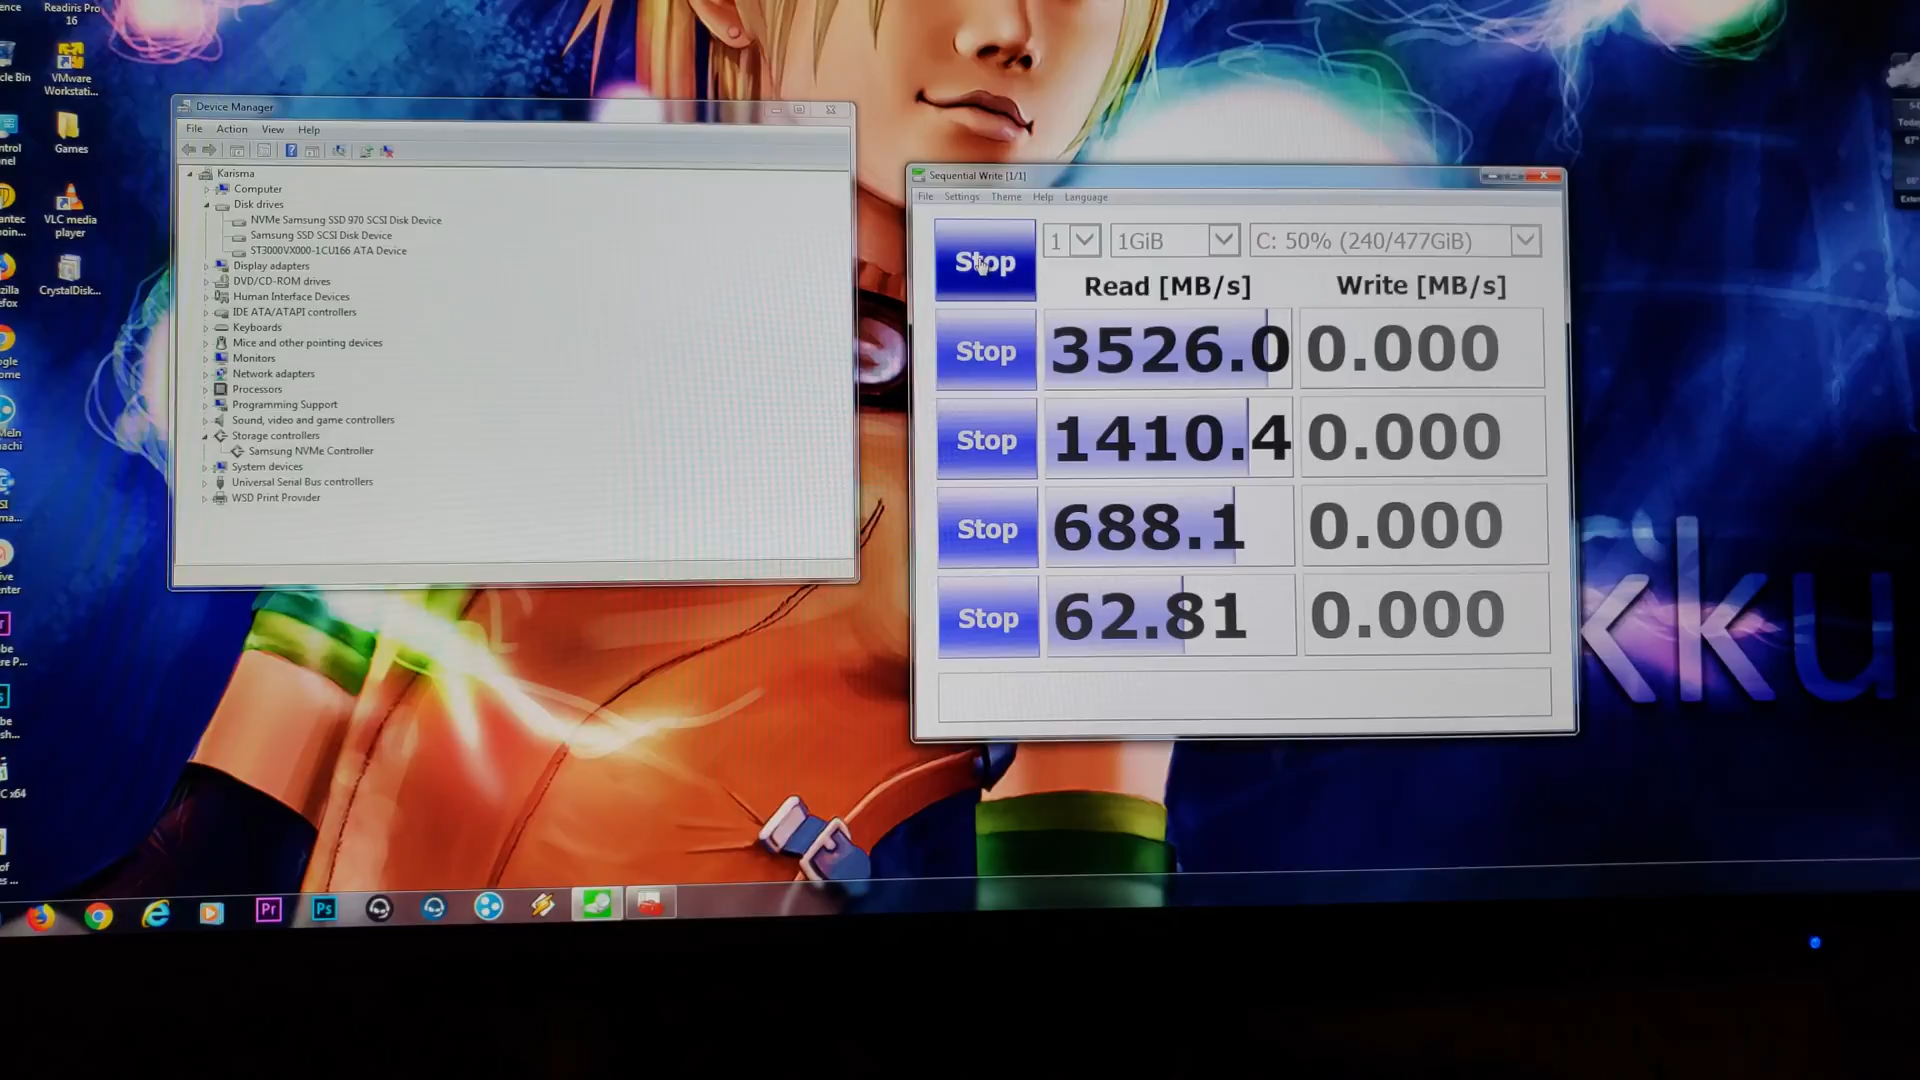 Readiris Pro
16
VMware
Workstati...
Games
VLC media
player
CrystalDisk...
Device Manager
File Action View Help
Karisma
Computer
Disk drives
NVMe Samsung SSD 970 SCSI Disk Device
Samsung SSD SCSI Disk Device
ST3000VX000-1CU166 ATA Device
Display adapters
DVD/CD-ROM drives
Human Interface Devices
IDE ATA/ATAPI controllers
Keyboards
Mice and other pointing devices
Monitors
Network adapters
Processors
Programming Support
Sound, video and game controllers
Storage controllers
Samsung NVMe Controller
System devices
Universal Serial Bus controllers
WSD Print Provider
Sequential Write [1/1]
File Settings Theme Help Language
Stop 1 1GiB C: 50% (240/477GiB)
Read [MB/s] Write [MB/s]
Stop 3526.0 0.000
Stop 1410.4 0.000
Stop 688.1 0.000
Stop 62.81 0.000
kku
Pr Ps